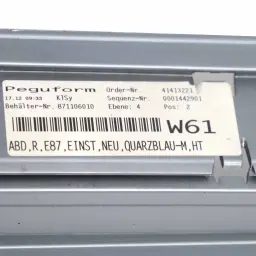 Peguform Order-Nr. 41413221
17.12 09:33 K1Sy Sequenz-Nr. 0001442901
Behälter-Nr. 871106010 Ebene: 4 Pos: 2
W61
ABD,R,E87,EINST,NEU,QUARZBLAU-M,HT